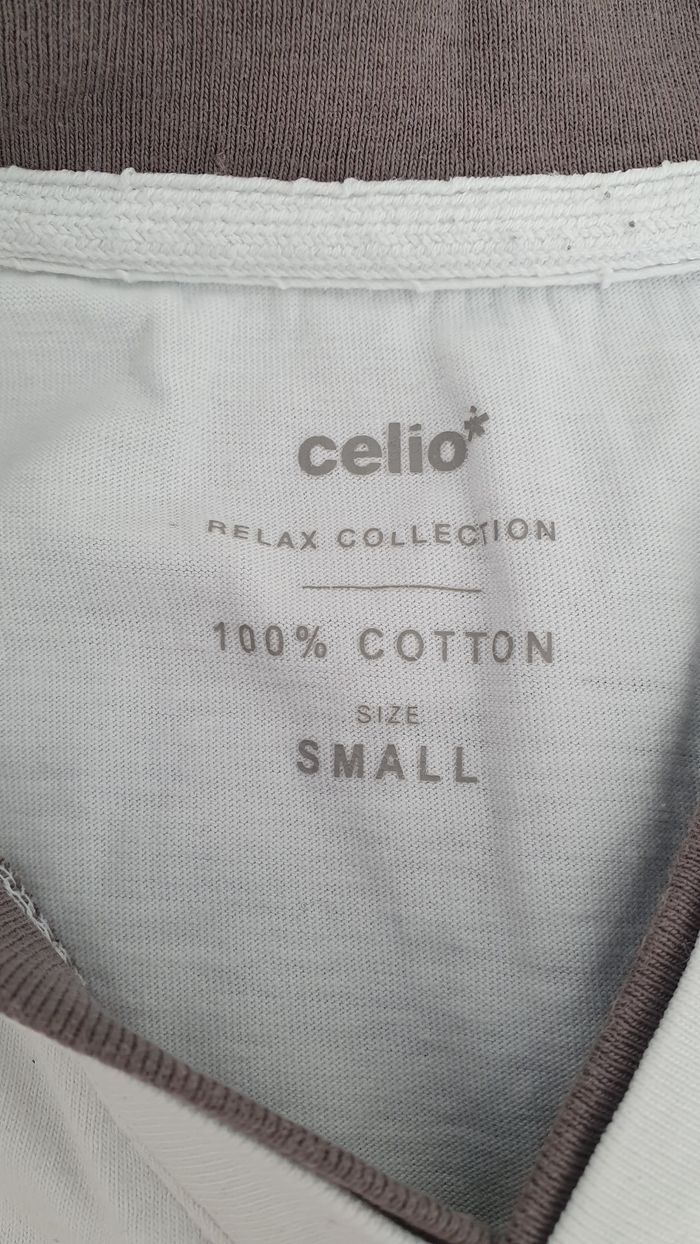 celio*
RELAX COLLECTION
100% COTTON
SIZE
SMALL